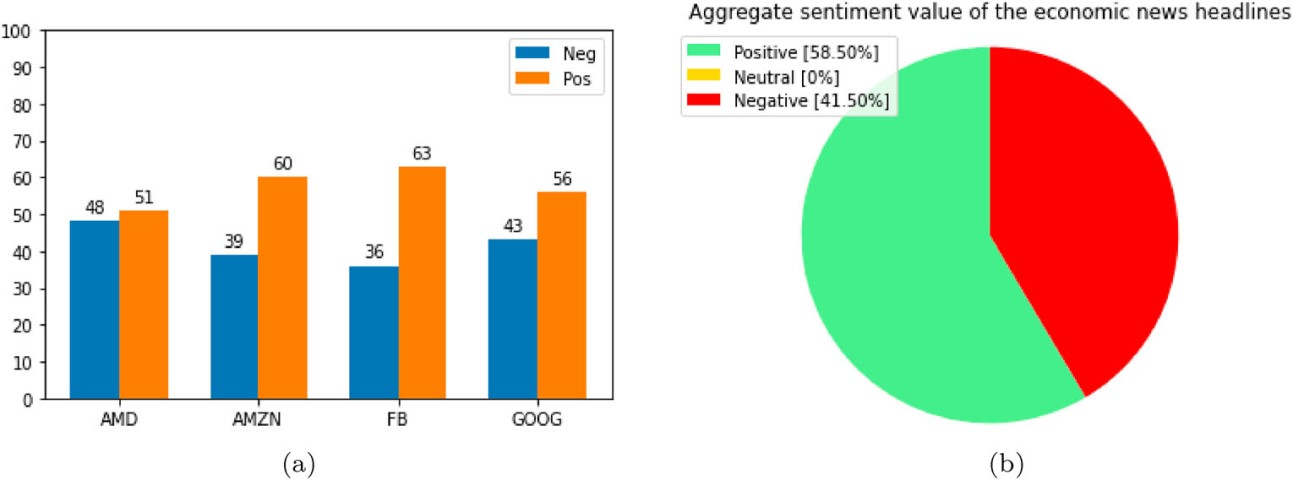 100
90
80
70
60
50
40
30
20
10
0
Neg
Pos
48
51
39
60
36
63
43
56
AMD
AMZN
FB
GOOG
(a)
Aggregate sentiment value of the economic news headlines
Positive [58.50%]
Neutral [0%]
Negative [41.50%]
(b)